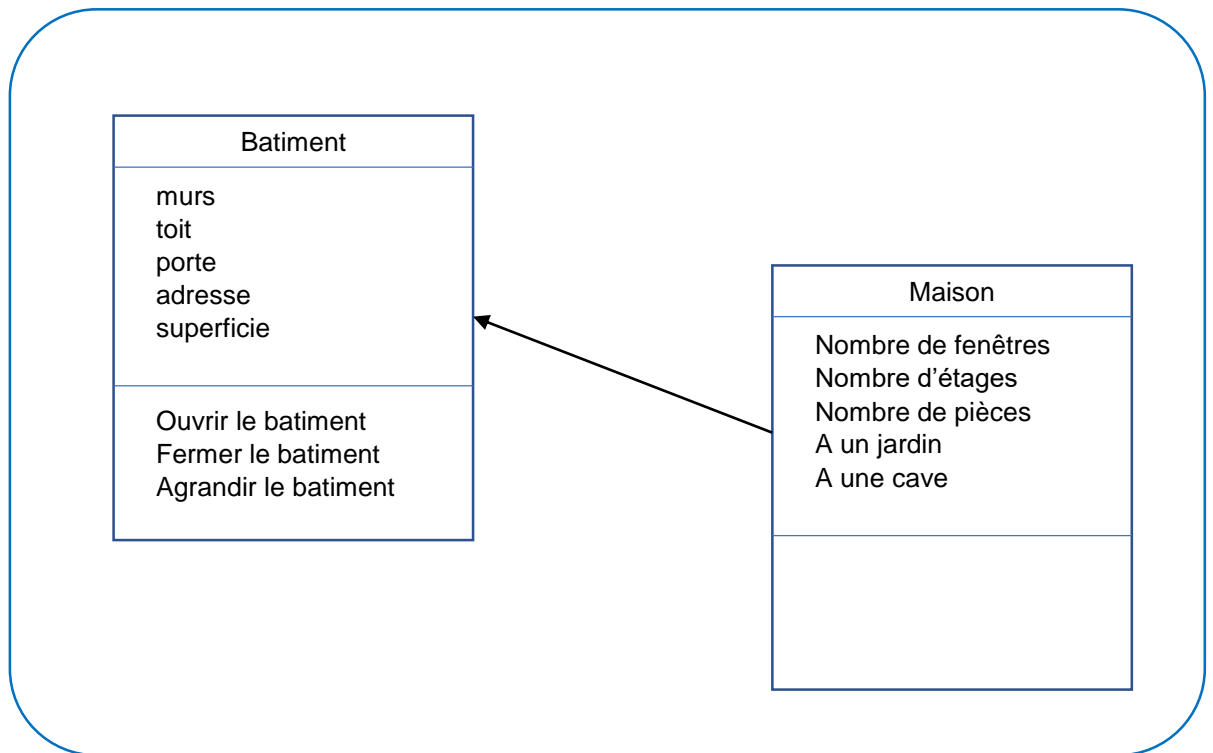 Batiment
murs
toit
porte
adresse
superficie
Ouvrir le batiment
Fermer le batiment
Agrandir le batiment
Maison
Nombre de fenêtres
Nombre d’étages
Nombre de pièces
A un jardin
A une cave